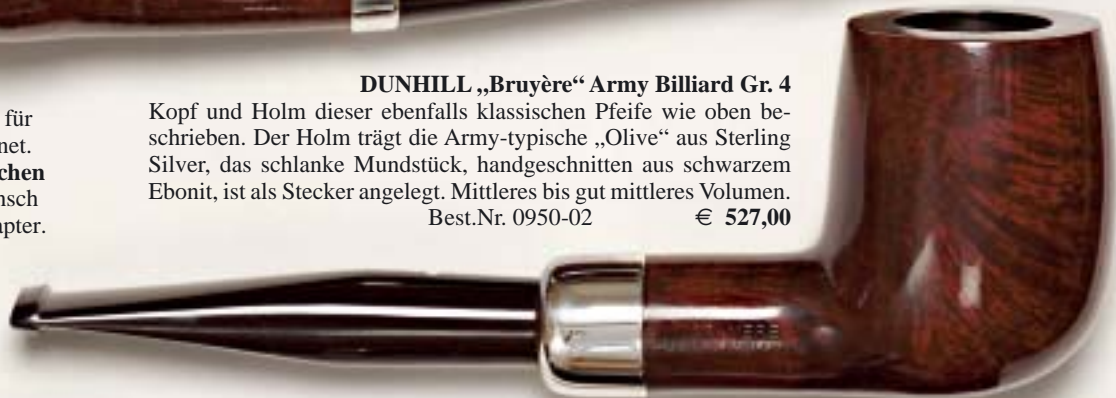 für
net.
chen
nsch
pter.
DUNHILL „Bruyère“ Army Billiard Gr. 4
Kopf und Holm dieser ebenfalls klassischen Pfeife wie oben be-
schrieben. Der Holm trägt die Army-typische „Olive“ aus Sterling
Silver, das schlanke Mundstück, handgeschnitten aus schwarzem
Ebonit, ist als Stecker angelegt. Mittleres bis gut mittleres Volumen.
Best.Nr. 0950-02 € 527,00